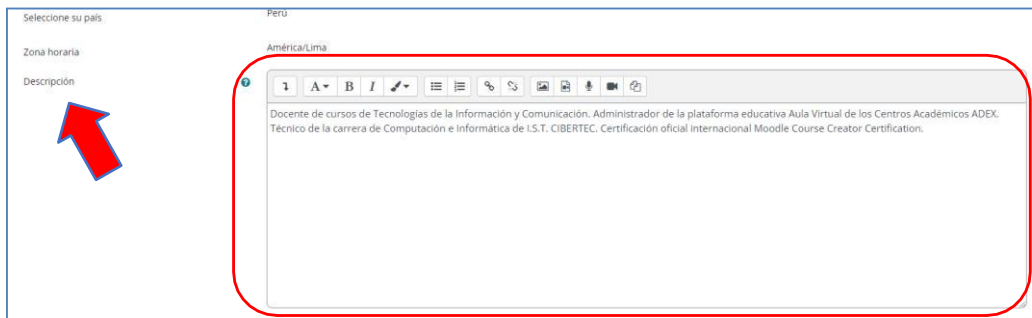 Seleccione su país
Perú
Zona horaria
América/Lima
Descripción
A B I
Docente de cursos de Tecnologías de la Información y Comunicación. Administrador de la plataforma educativa Aula Virtual de los Centros Académicos ADEX.
Técnico de la carrera de Computación e Informática de I.S.T. CIBERTEC. Certificación oficial internacional Moodle Course Creator Certification.